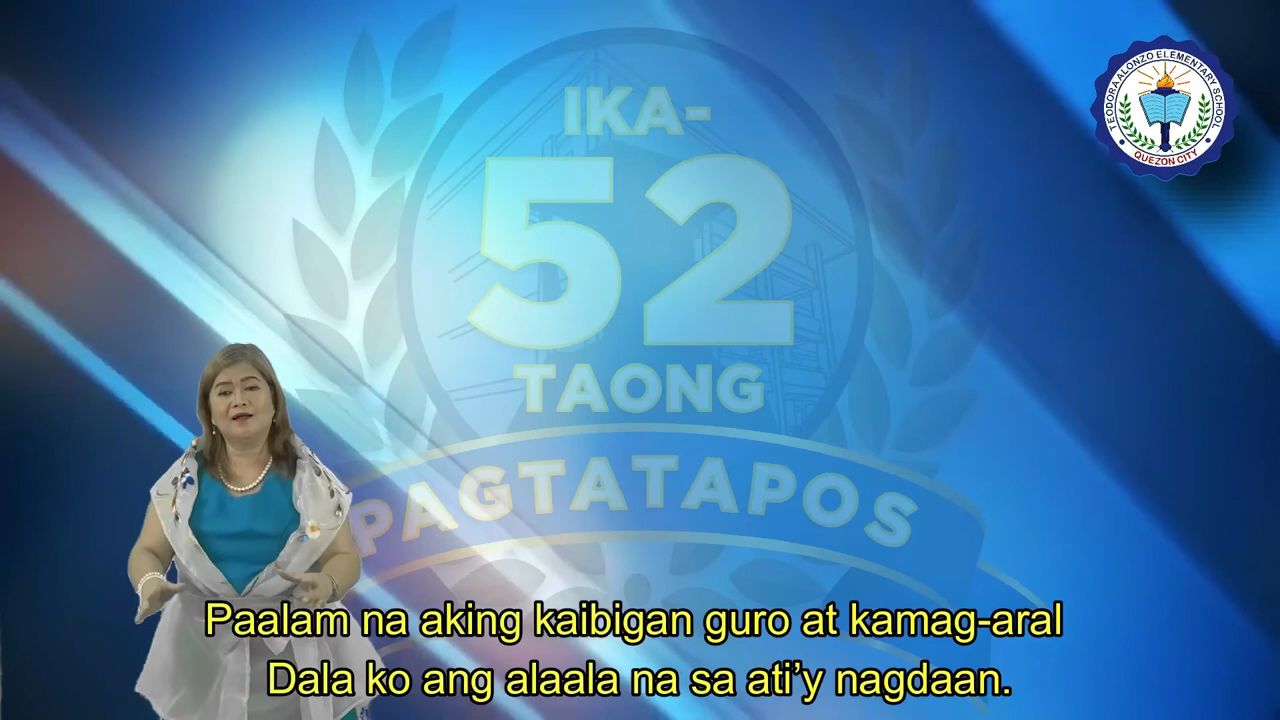 TEODORA ALONZO ELEMENTARY SCHOOL
QUEZON CITY
IKA-
52
TAONG
PAGTATAPOS
Paalam na aking kaibigan guro at kamag-aral
Dala ko ang alaala na sa ati’y nagdaan.